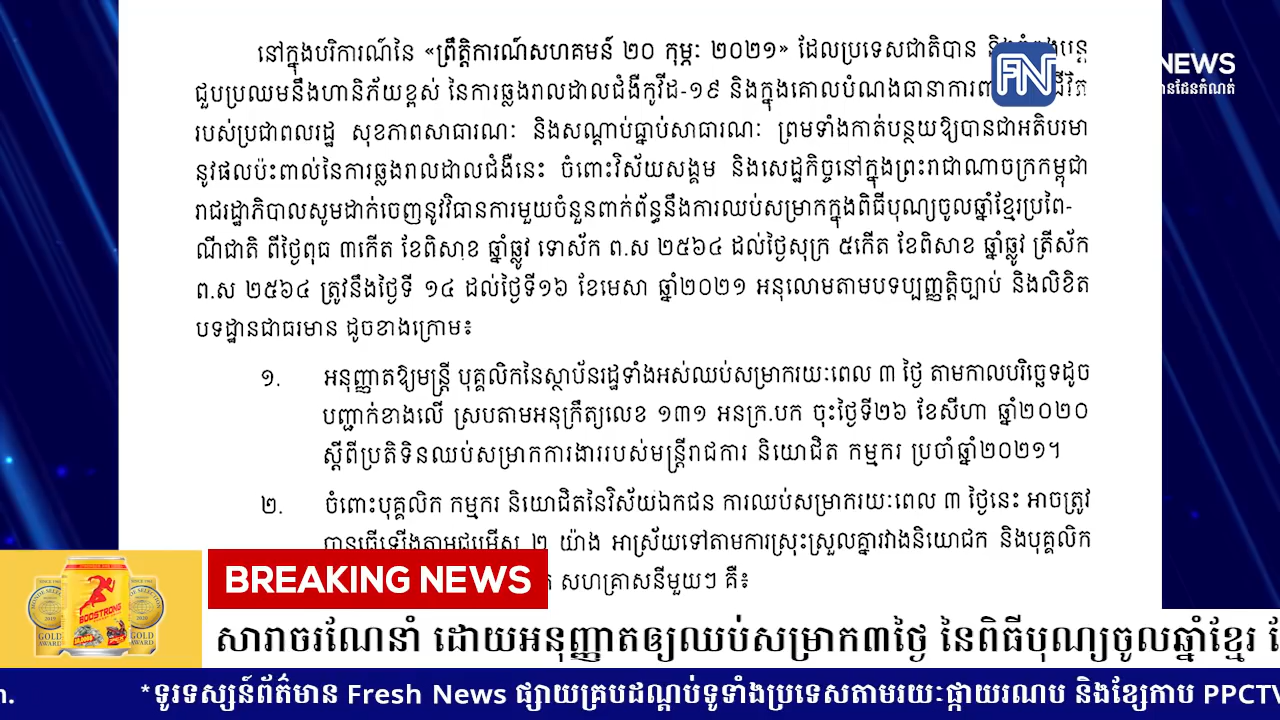 នៅក្នុងបរិការណ៍នៃ «ព្រឹត្តិការណ៍សហគមន៍ ២០ កុម្ភៈ ២០២១» ដែលប្រទេសជាតិបាន
ជួបប្រឈមនឹងហានិភ័យខ្ពស់ នៃការឆ្លងរាលដាលជំងឺកូវីដ-១៩ និងក្នុងគោលបំណងធានាការ
របស់ប្រជាពលរដ្ឋ សុខភាពសាធារណៈ និងសណ្តាប់ធ្នាប់សាធារណៈ ព្រមទាំងកាត់បន្ថយឱ្យបានជាអតិបរមា
នូវផលប៉ះពាល់នៃការឆ្លងរាលដាលជំងឺនេះ ចំពោះវិស័យសង្គម និងសេដ្ឋកិច្ចនៅក្នុងព្រះរាជាណាចក្រកម្ពុជា
រាជរដ្ឋាភិបាលសូមដាក់ចេញនូវវិធានការមួយចំនួនពាក់ព័ន្ធនឹងការឈប់សម្រាកក្នុងពិធីបុណ្យចូលឆ្នាំខ្មែរប្រពៃ-
ណីជាតិ ពីថ្ងៃពុធ ៣កើត ខែពិសាខ ឆ្នាំឆ្លូវ ទោស័ក ព.ស ២៥៦៤ ដល់ថ្ងៃសុក្រ ៥កើត ខែពិសាខ ឆ្នាំឆ្លូវ ត្រីស័ក
ព.ស ២៥៦៤ ត្រូវនឹងថ្ងៃទី ១៤ ដល់ថ្ងៃទី១៦ ខែមេសា ឆ្នាំ២០២១ អនុលោមតាមបទប្បញ្ញត្តិច្បាប់ និងលិខិត
បទដ្ឋានជាធរមាន ដូចខាងក្រោម៖
១. អនុញ្ញាតឱ្យមន្ត្រី បុគ្គលិកនៃស្ថាប័នរដ្ឋទាំងអស់ឈប់សម្រាករយៈពេល ៣ ថ្ងៃ តាមកាលបរិច្ឆេទដូច
បញ្ជាក់ខាងលើ ស្របតាមអនុក្រឹត្យលេខ ១៣១ អនក្រ.បក ចុះថ្ងៃទី២៦ ខែសីហា ឆ្នាំ២០២០
ស្តីពីប្រតិទិនឈប់សម្រាកការងាររបស់មន្ត្រីរាជការ និយោជិត កម្មករ ប្រចាំឆ្នាំ២០២១។
២. ចំពោះបុគ្គលិក កម្មករ និយោជិតនៃវិស័យឯកជន ការឈប់សម្រាករយៈពេល ៣ ថ្ងៃនេះ អាចត្រូវ
បានធ្វើឡើងតាមជម្រើស ២ យ៉ាង អាស្រ័យទៅតាមការស្រុះស្រួលគ្នារវាងនិយោជក និងបុគ្គលិក
សហគ្រាសនីមួយៗ គឺ៖
FN
NEWS
BREAKING NEWS
BOOSTRONG
GOLD AWARD
GOLD AWARD
សារាចរណែនាំ ដោយអនុញ្ញាតឲ្យឈប់សម្រាក៣ថ្ងៃ នៃពិធីបុណ្យចូលឆ្នាំខ្មែរ
*ទូរទស្សន៍ព័ត៌មាន Fresh News ផ្សាយគ្របដណ្តប់ទូទាំងប្រទេសតាមរយៈផ្កាយរណប និងខ្សែកាប PPCTV